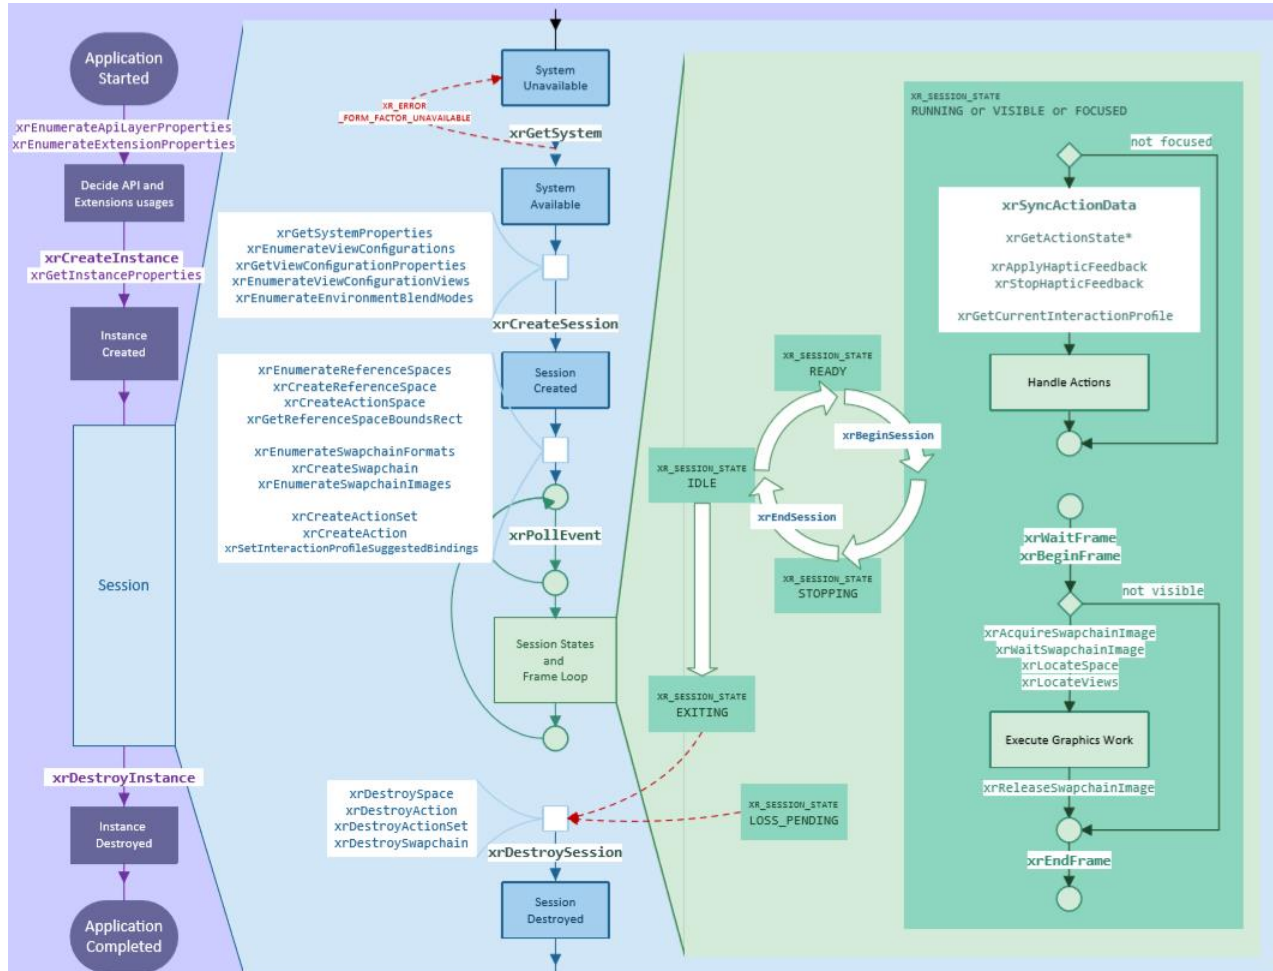 Application
Started
xrEnumerateApiLayerProperties
xrEnumerateExtensionProperties
Decide API and
Extensions usages
xrCreateInstance
xrGetInstanceProperties
Instance
Created
Session
xrDestroyInstance
Instance
Destroyed
Application
Completed
System
Unavailable
XR_ERROR
_FORM_FACTOR_UNAVAILABLE
xrGetSystem
System
Available
xrGetSystemProperties
xrEnumerateViewConfigurations
xrGetViewConfigurationProperties
xrEnumerateViewConfigurationViews
xrEnumerateEnvironmentBlendModes
xrCreateSession
Session
Created
xrEnumerateReferenceSpaces
xrCreateReferenceSpace
xrCreateActionSpace
xrGetReferenceSpaceBoundsRect
xrEnumerateSwapchainFormats
xrCreateSwapchain
xrEnumerateSwapchainImages
xrCreateActionSet
xrCreateAction
xrSetInteractionProfileSuggestedBindings
xrPollEvent
Session States
and
Frame Loop
xrDestroySpace
xrDestroyAction
xrDestroyActionSet
xrDestroySwapchain
xrDestroySession
Session
Destroyed
XR_SESSION_STATE
READY
xrBeginSession
XR_SESSION_STATE
IDLE
xrEndSession
XR_SESSION_STATE
STOPPING
XR_SESSION_STATE
EXITING
XR_SESSION_STATE
LOSS_PENDING
XR_SESSION_STATE
RUNNING or VISIBLE or FOCUSED
not focused
xrSyncActionData
xrGetActionState*
xrApplyHapticFeedback
xrStopHapticFeedback
xrGetCurrentInteractionProfile
Handle Actions
xrWaitFrame
xrBeginFrame
not visible
xrAcquireSwapchainImage
xrWaitSwapchainImage
xrLocateSpace
xrLocateViews
Execute Graphics Work
xrReleaseSwapchainImage
xrEndFrame